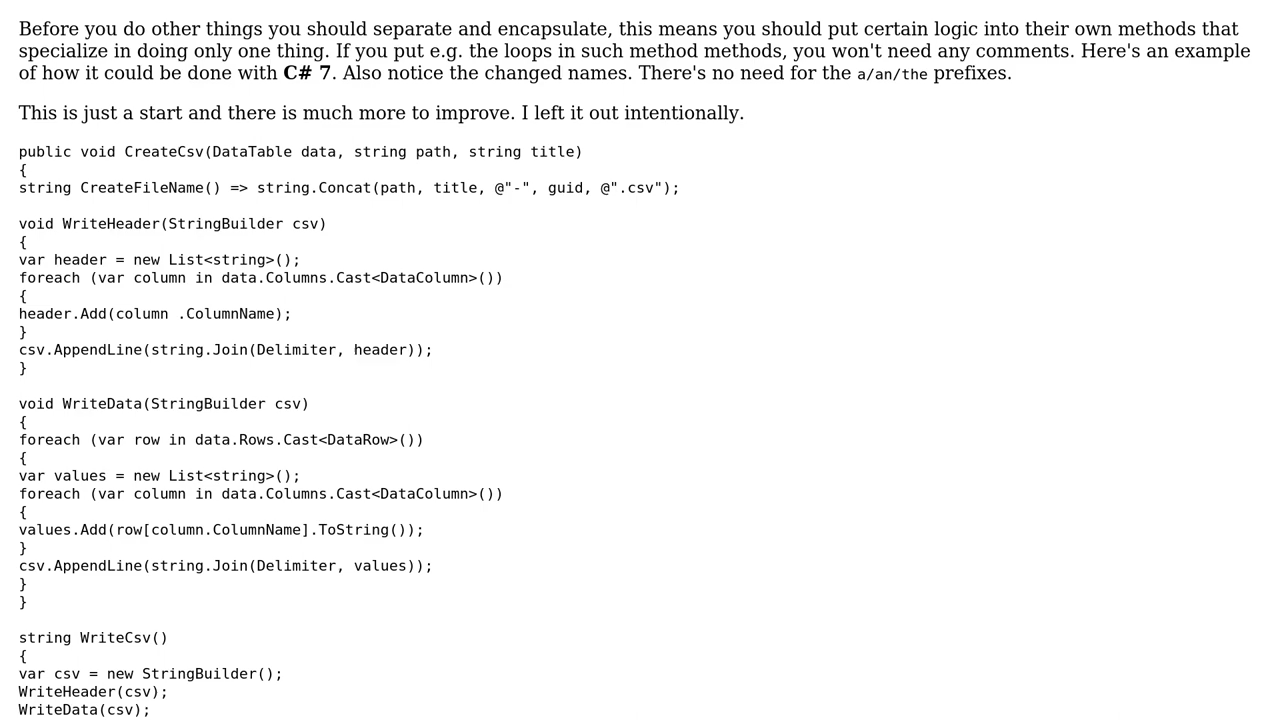 Before you do other things you should separate and encapsulate, this means you should put certain logic into their own methods that
specialize in doing only one thing. If you put e.g. the loops in such method methods, you won't need any comments. Here's an example
of how it could be done with C# 7. Also notice the changed names. There's no need for the a/an/the prefixes.
This is just a start and there is much more to improve. I left it out intentionally.
public void CreateCsv(DataTable data, string path, string title)
{
string CreateFileName() => string.Concat(path, title, @"-", guid, @".csv");
void WriteHeader(StringBuilder csv)
{
var header = new List<string>();
foreach (var column in data.Columns.Cast<DataColumn>())
{
header.Add(column .ColumnName);
}
csv.AppendLine(string.Join(Delimiter, header));
}
void WriteData(StringBuilder csv)
{
foreach (var row in data.Rows.Cast<DataRow>())
{
var values = new List<string>();
foreach (var column in data.Columns.Cast<DataColumn>())
{
values.Add(row[column.ColumnName].ToString());
}
csv.AppendLine(string.Join(Delimiter, values));
}
}
string WriteCsv()
{
var csv = new StringBuilder();
WriteHeader(csv);
WriteData(csv);